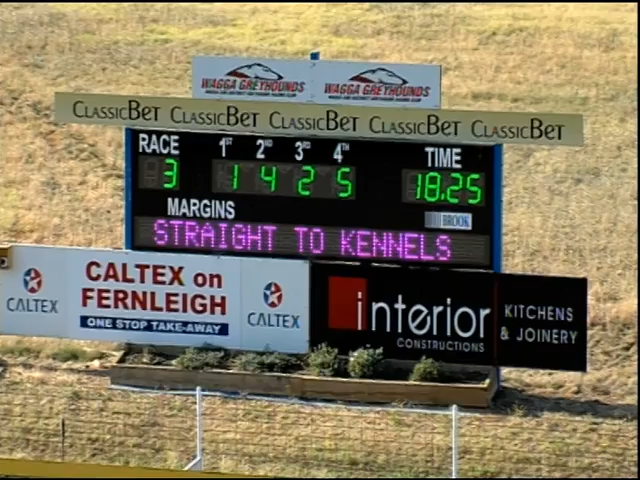 WAGGA GREYHOUNDS WAGGA GREYHOUNDS
CLASSICBET CLASSICBET CLASSICBET CLASSICBET CLASSICBET
RACE 1ST 2ND 3RD 4TH TIME
3 1 4 2 5 18.25
MARGINS BROOK
STRAIGHT TO KENNELS
CALTEX
CALTEX on
FERNLEIGH
ONE STOP TAKE-AWAY
CALTEX
interior
CONSTRUCTIONS
KITCHENS
& JOINERY